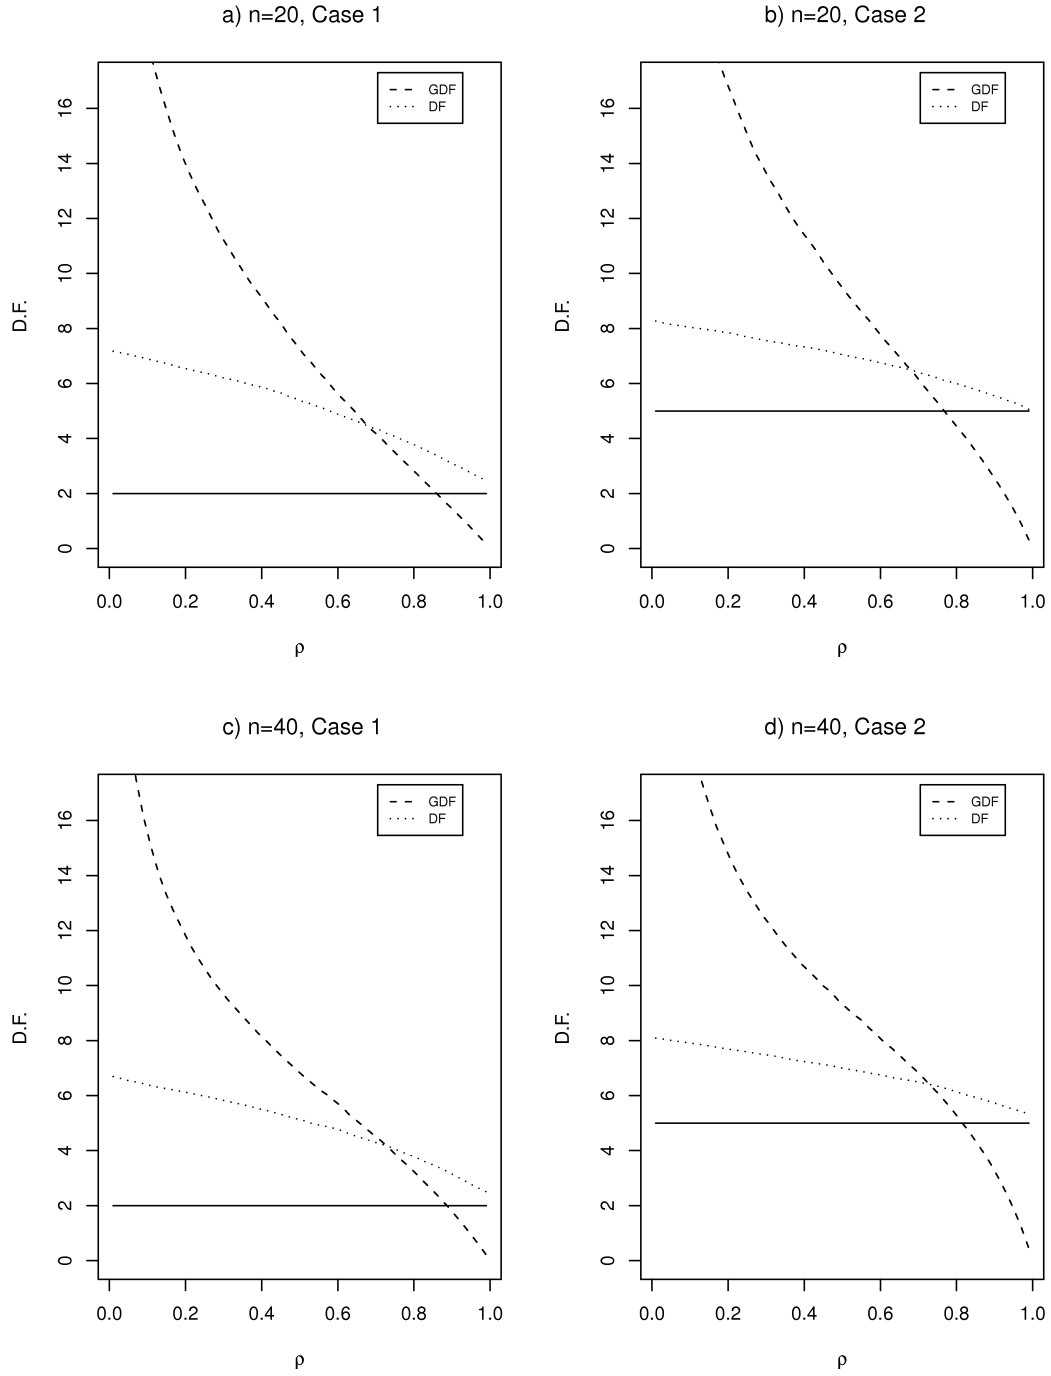 a) n=20, Case 1
D.F.
0 2 4 6 8 10 12 14 16
GDF
DF
0.0 0.2 0.4 0.6 0.8 1.0
ρ
b) n=20, Case 2
D.F.
0 2 4 6 8 10 12 14 16
GDF
DF
0.0 0.2 0.4 0.6 0.8 1.0
ρ
c) n=40, Case 1
D.F.
0 2 4 6 8 10 12 14 16
GDF
DF
0.0 0.2 0.4 0.6 0.8 1.0
ρ
d) n=40, Case 2
D.F.
0 2 4 6 8 10 12 14 16
GDF
DF
0.0 0.2 0.4 0.6 0.8 1.0
ρ